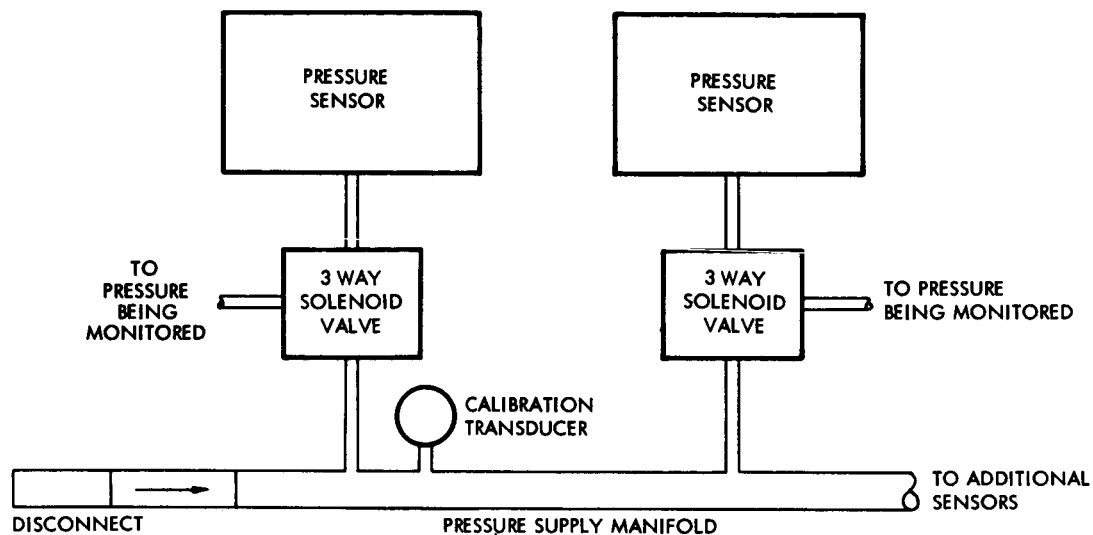 PRESSURE
SENSOR
PRESSURE
SENSOR
TO
PRESSURE
BEING
MONITORED
3 WAY
SOLENOID
VALVE
3 WAY
SOLENOID
VALVE
TO PRESSURE
BEING MONITORED
CALIBRATION
TRANSDUCER
TO ADDITIONAL
SENSORS
DISCONNECT
PRESSURE SUPPLY MANIFOLD